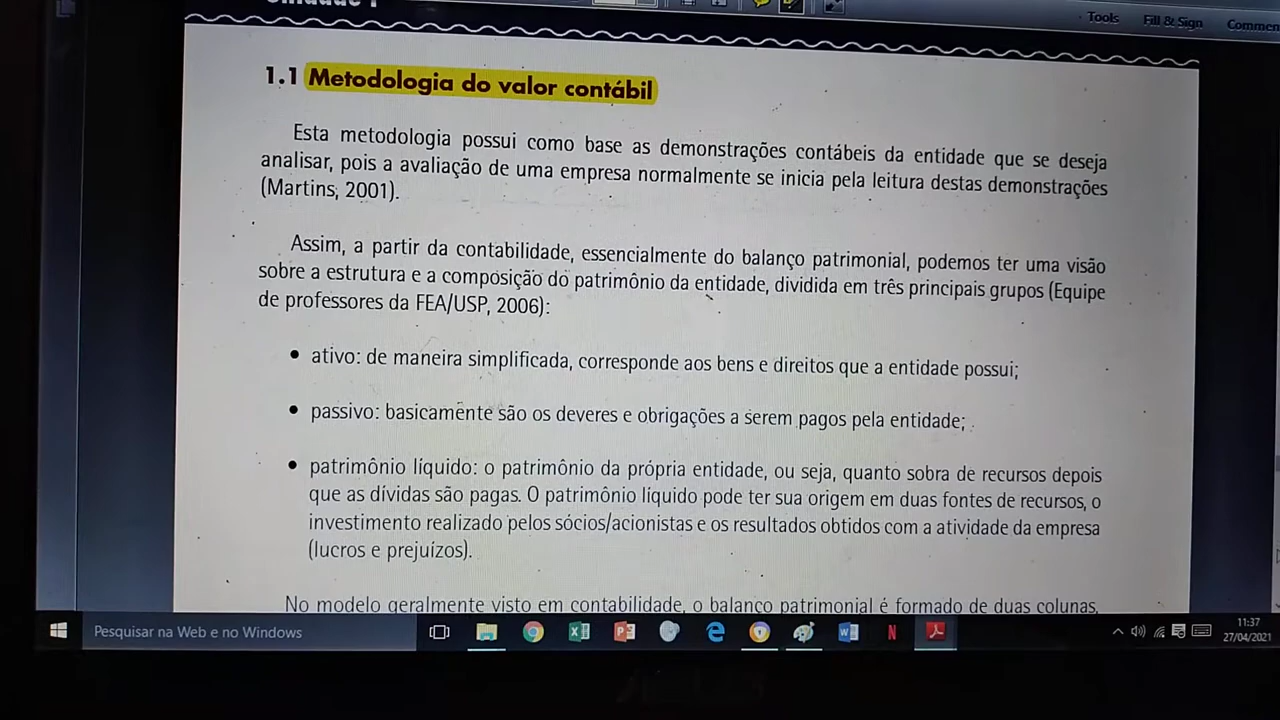 Tools
Fill & Sign
Commen
1.1 Metodologia do valor contábil
Esta metodologia possui como base as demonstrações contábeis da entidade que se deseja
analisar, pois a avaliação de uma empresa normalmente se inicia pela leitura destas demonstrações
(Martins, 2001).
Assim, a partir da contabilidade, essencialmente do balanço patrimonial, podemos ter uma visão
sobre a estrutura e a composição do patrimônio da entidade, dividida em três principais grupos (Equipe
de professores da FEA/USP, 2006):
• ativo: de maneira simplificada, corresponde aos bens e direitos que a entidade possui;
• passivo: basicamente são os deveres e obrigações a serem pagos pela entidade;
• patrimônio líquido: o patrimônio da própria entidade, ou seja, quanto sobra de recursos depois
que as dívidas são pagas. O patrimônio líquido pode ter sua origem em duas fontes de recursos, o
investimento realizado pelos sócios/acionistas e os resultados obtidos com a atividade da empresa
(lucros e prejuízos).
No modelo geralmente visto em contabilidade, o balanço patrimonial é formado de duas colunas,
Pesquisar na Web e no Windows
11:37
27/04/2021